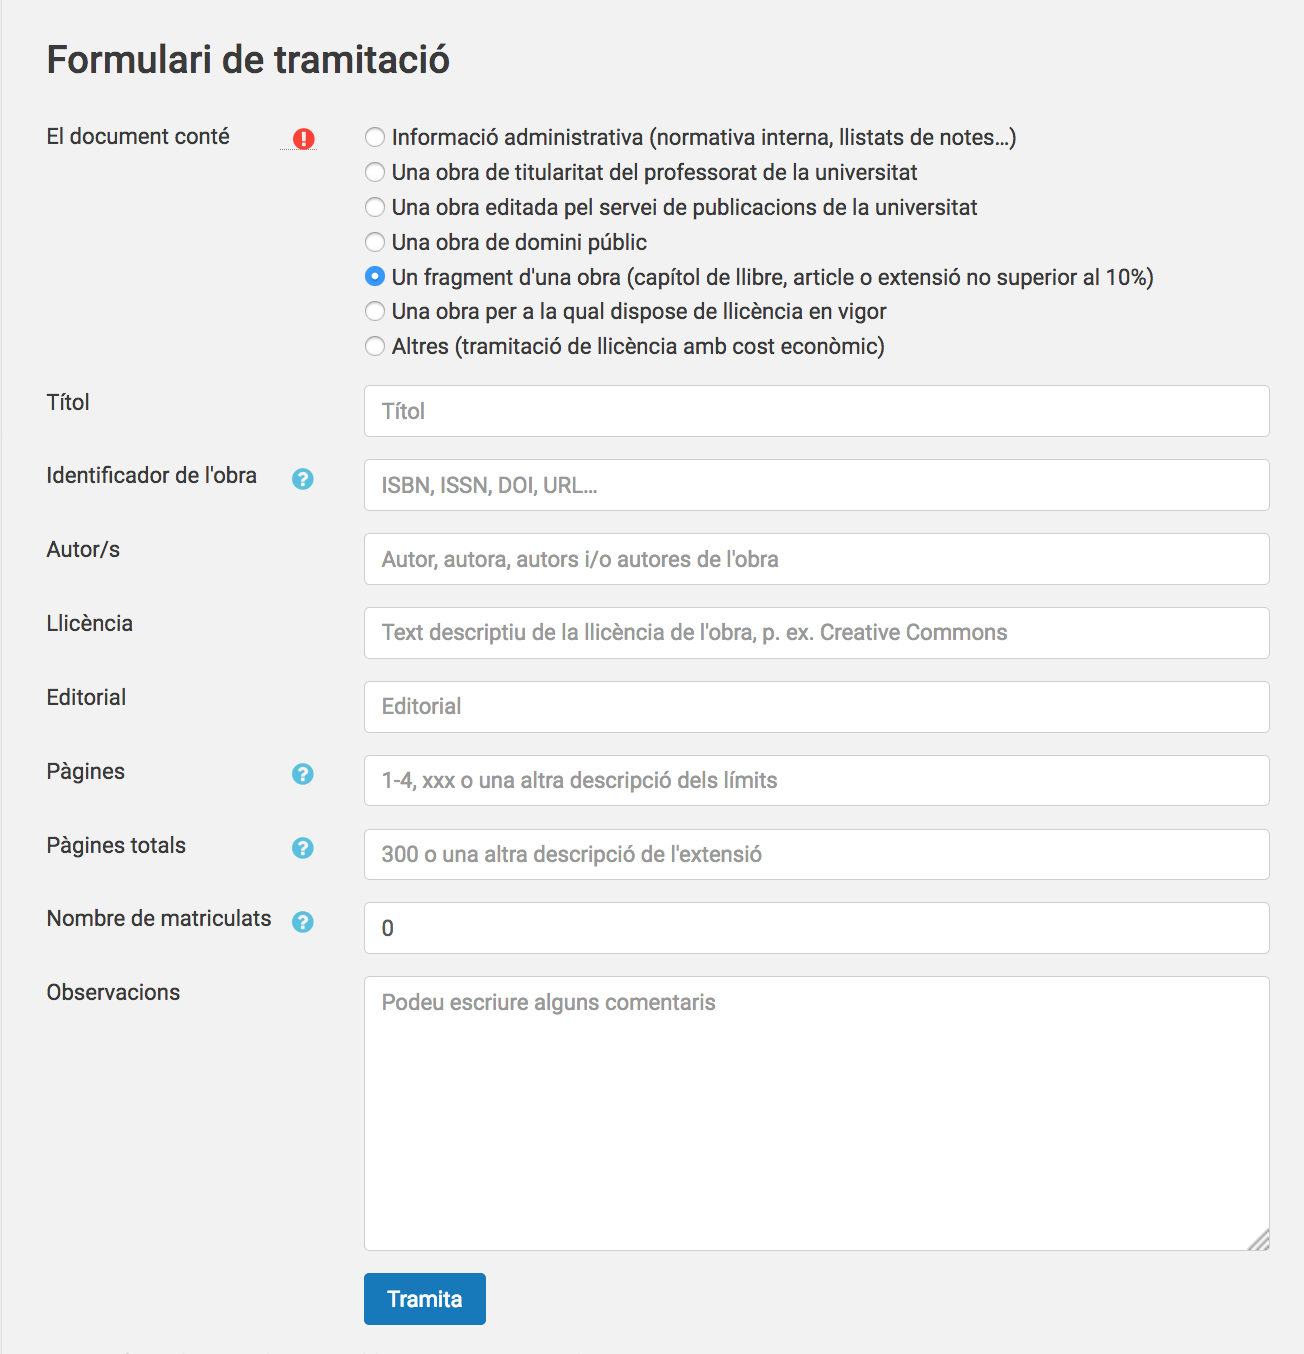 Formulari de tramitació
El document conté
Informació administrativa (normativa interna, llistats de notes...)
Una obra de titularitat del professorat de la universitat
Una obra editada pel servei de publicacions de la universitat
Una obra de domini públic
Un fragment d'una obra (capítol de llibre, article o extensió no superior al 10%)
Una obra per a la qual dispose de llicència en vigor
Altres (tramitació de llicència amb cost econòmic)
Títol
Títol
Identificador de l'obra
ISBN, ISSN, DOI, URL...
Autor/s
Autor, autora, autors i/o autores de l'obra
Llicència
Text descriptiu de la llicència de l'obra, p. ex. Creative Commons
Editorial
Editorial
Pàgines
1-4, xxx o una altra descripció dels límits
Pàgines totals
300 o una altra descripció de l'extensió
Nombre de matriculats
0
Observacions
Podeu escriure alguns comentaris
Tramita